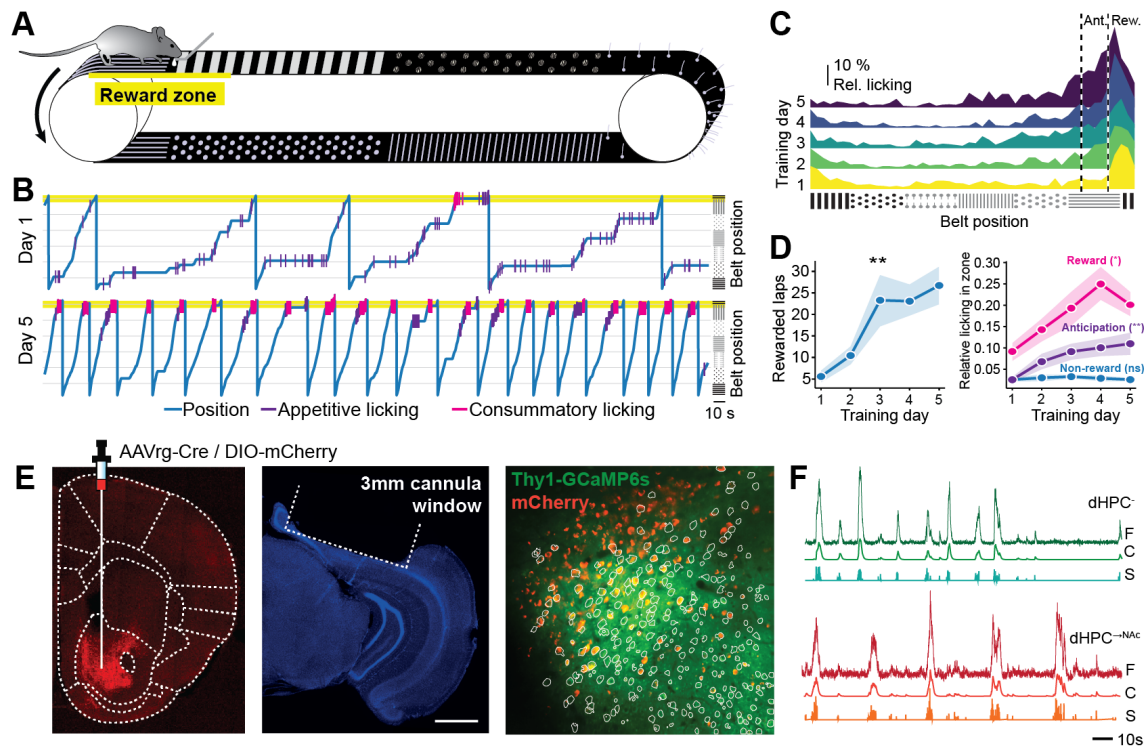 A
Reward zone
B
Day 1
Belt position
Day 5
Belt position
Position
Appetitive licking
Consummatory licking
10 s
C
Ant.
Rew.
10 %
Rel. licking
Training day
5
4
3
2
1
Belt position
D
**
Rewarded laps
30
25
20
15
10
5
1 2 3 4 5
Training day
Relative licking in zone
0.30
0.25
0.20
0.15
0.10
0.05
Reward (*)
Anticipation (**)
Non-reward (ns)
1 2 3 4 5
Training day
E
AAVrg-Cre / DIO-mCherry
3mm cannula
window
Thy1-GCaMP6s
mCherry
F
dHPC-
F
C
S
dHPC→NAc
F
C
S
10s